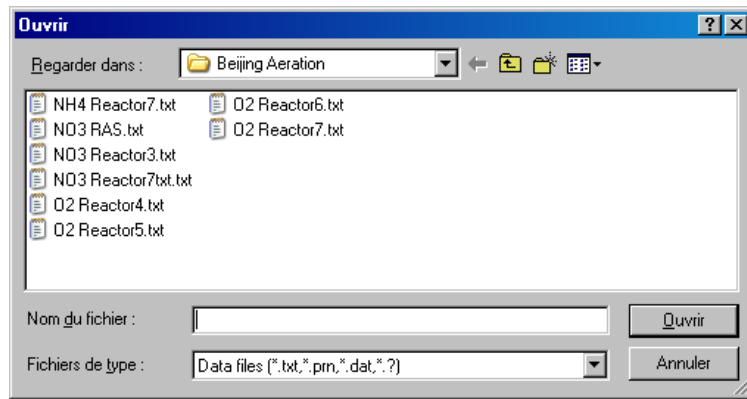 Ouvrir
Regarder dans : Beijing Aeration
NH4 Reactor7.txt O2 Reactor6.txt
NO3 RAS.txt O2 Reactor7.txt
NO3 Reactor3.txt
NO3 Reactor7txt.txt
O2 Reactor4.txt
O2 Reactor5.txt
Nom du fichier : Ouvrir
Fichiers de type : Data files (*.txt,*.prn,*.dat,*.?) Annuler